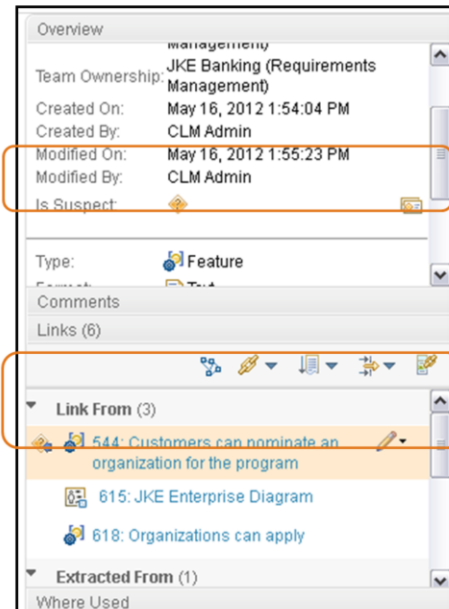 Overview
Management)
Team Ownership: JKE Banking (Requirements
Management)
Created On: May 16, 2012 1:54:04 PM
Created By: CLM Admin
Modified On: May 16, 2012 1:55:23 PM
Modified By: CLM Admin
Is Suspect:
Type: Feature
Format: Text
Comments
Links (6)
Link From (3)
544: Customers can nominate an
organization for the program
615: JKE Enterprise Diagram
618: Organizations can apply
Extracted From (1)
Where Used